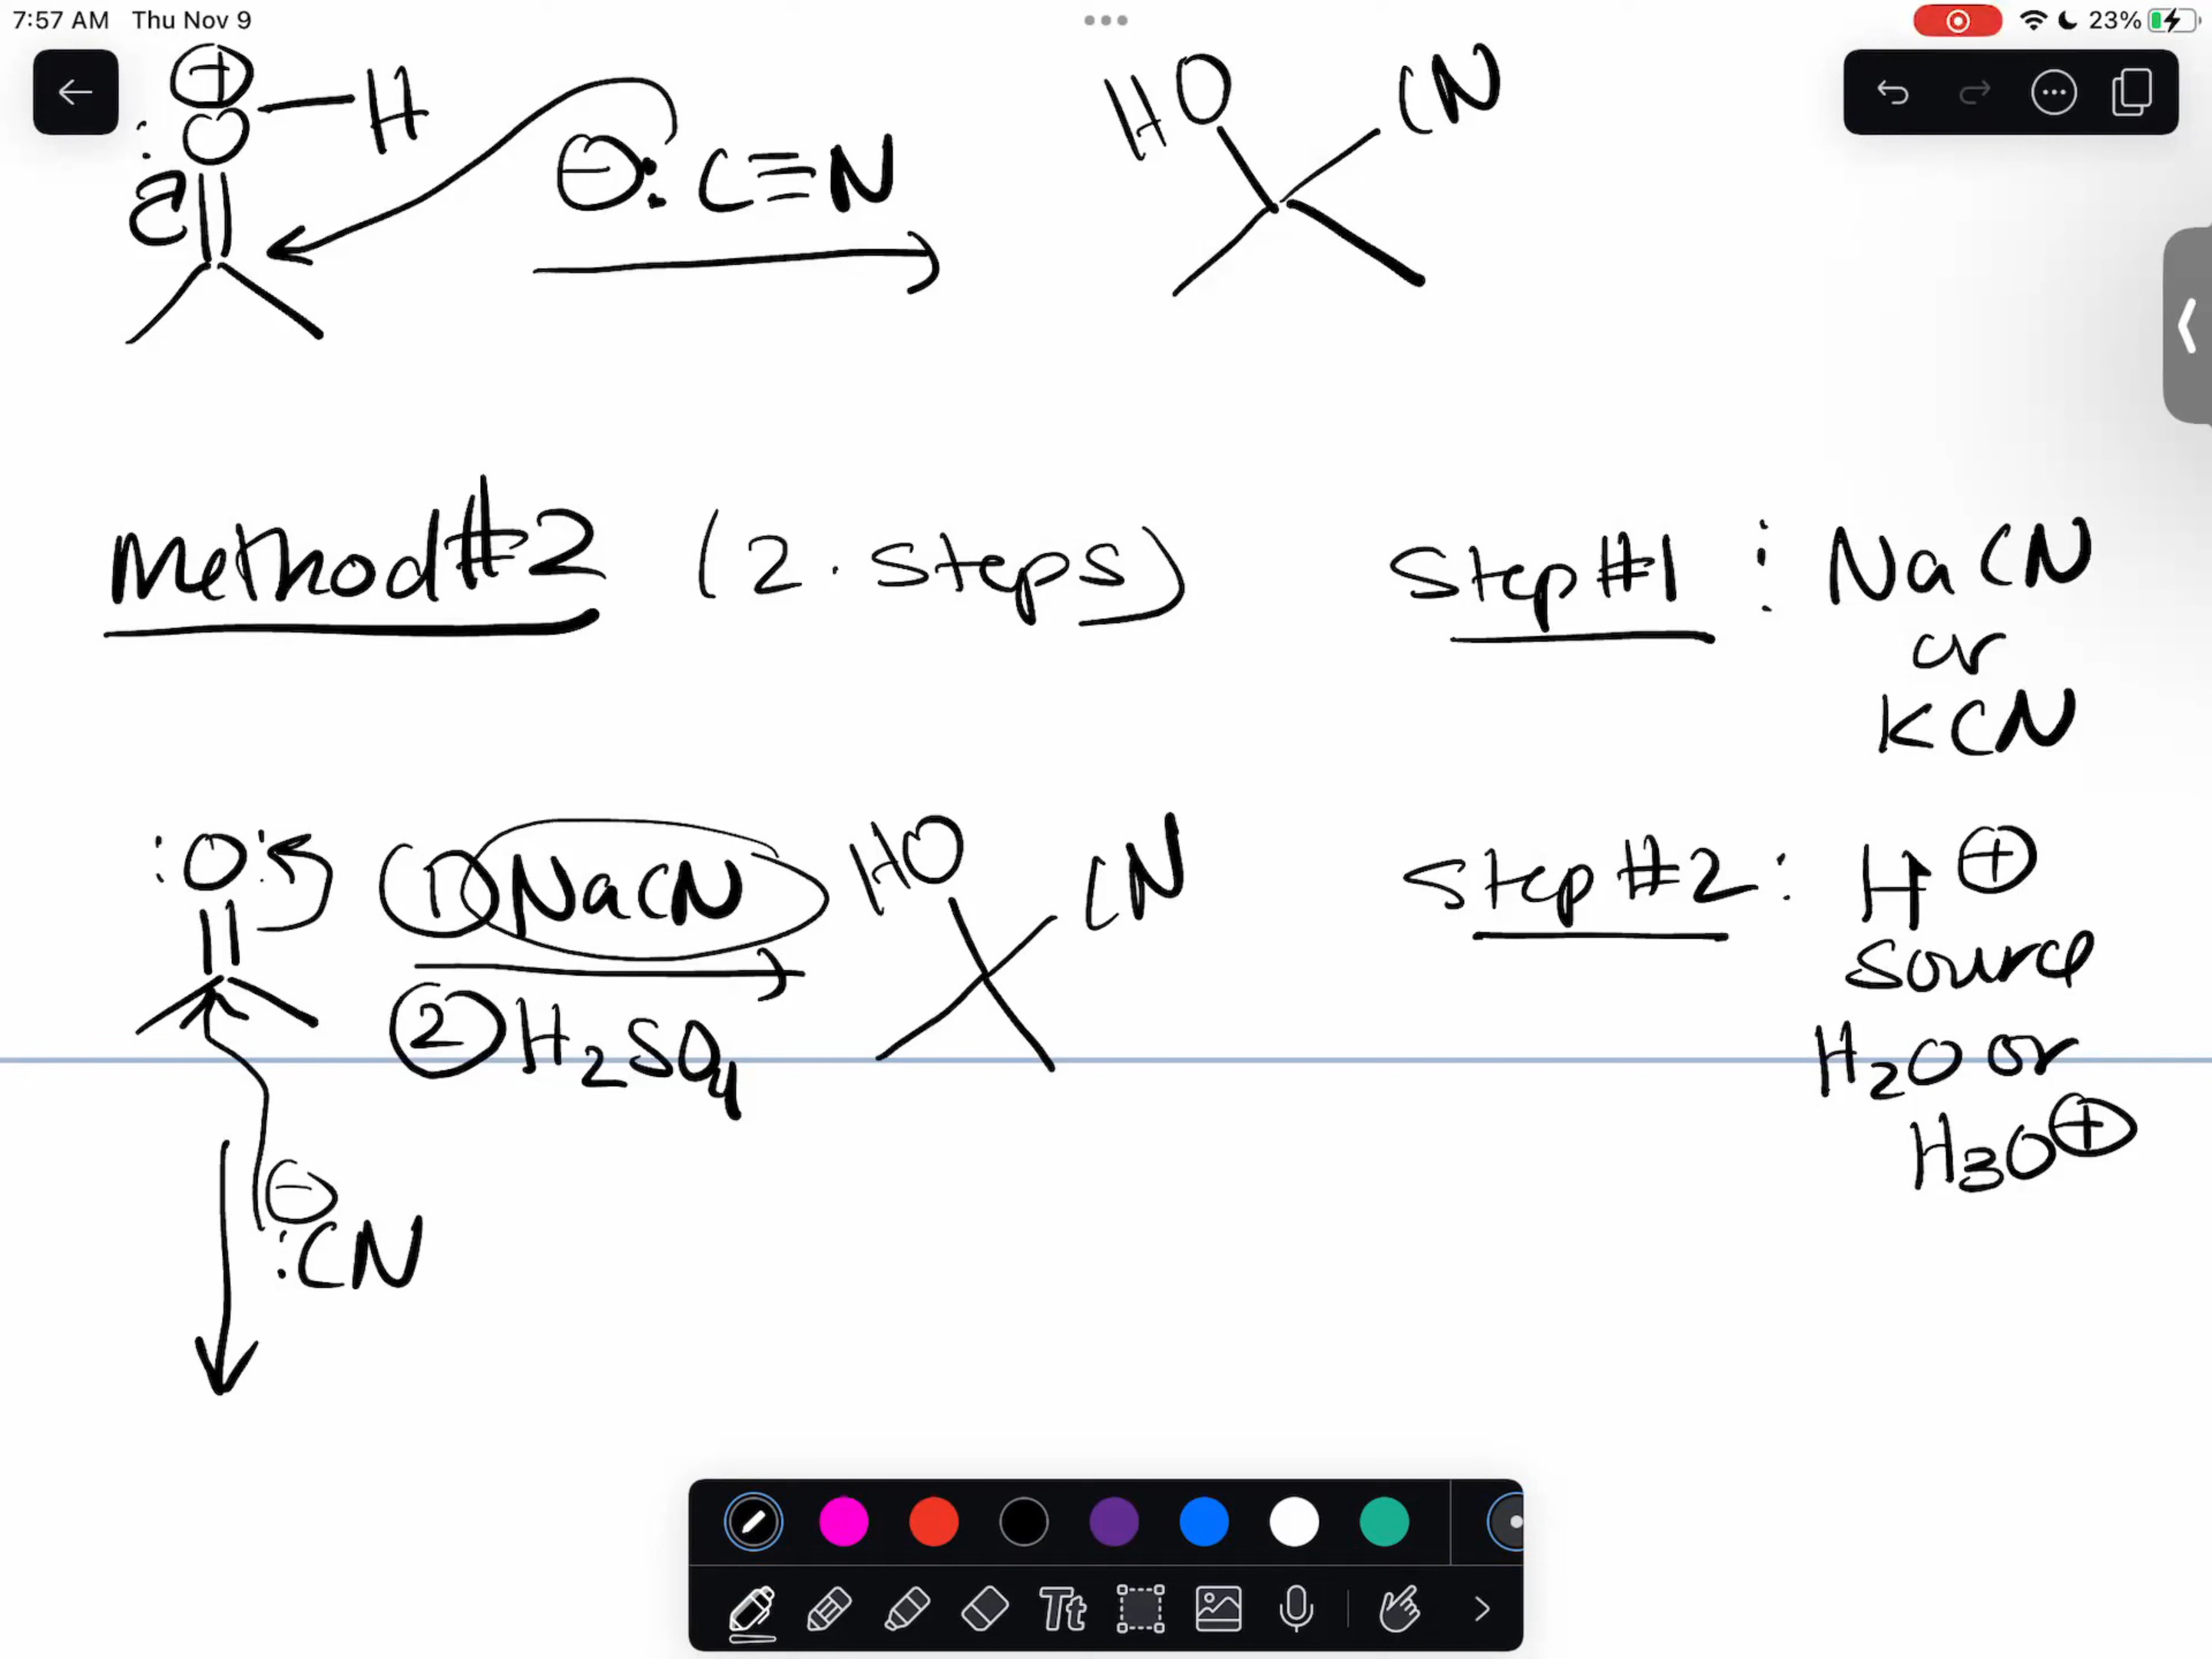 7:57 AM Thu Nov 9 23%
⊕
:O—H
⊖:C≡N
HO CN
Method #2 (2 · Steps) Step #1 : NaCN
or
KCN
:O: ① NaCN HO CN Step #2 : H⊕
② H₂SO₄ source
H₂O or
H₃O⊕
⊖
:CN
Tt